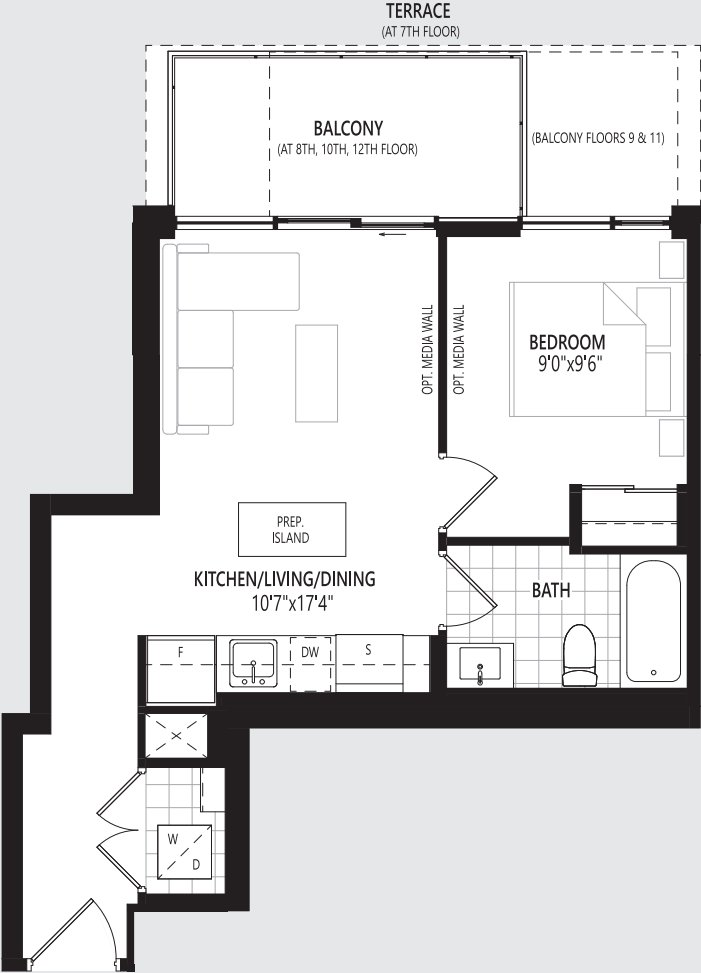 TERRACE
(AT 7TH FLOOR)
BALCONY
(AT 8TH, 10TH, 12TH FLOOR)
(BALCONY FLOORS 9 & 11)
OPT. MEDIA WALL
OPT. MEDIA WALL
BEDROOM
9'0"x9'6"
PREP.
ISLAND
KITCHEN/LIVING/DINING
10'7"x17'4"
BATH
F
DW
S
W
D